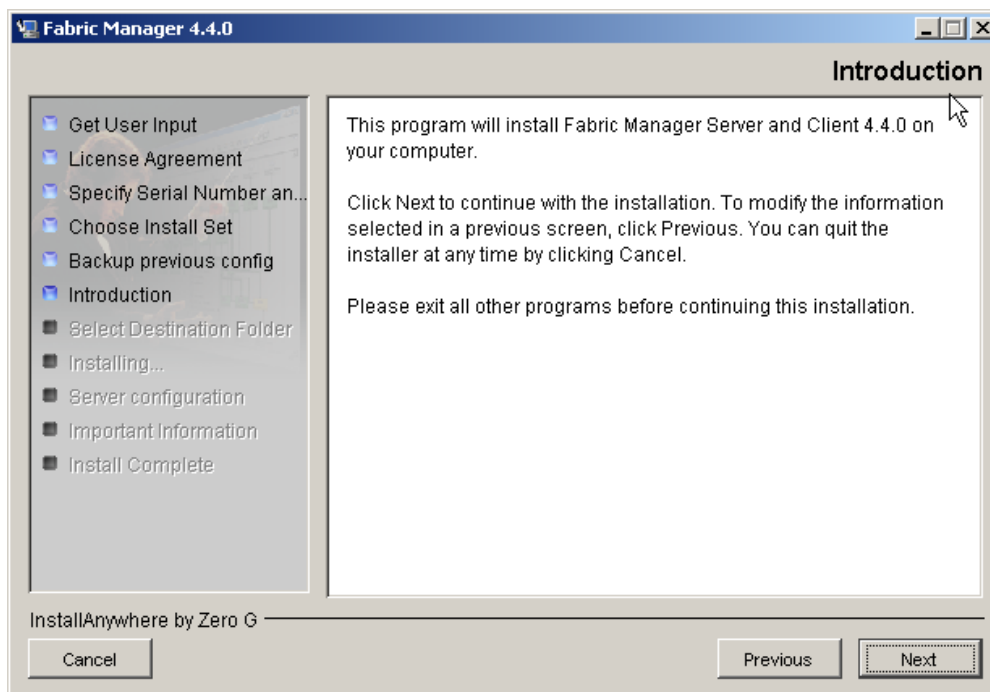 Fabric Manager 4.4.0
Introduction
Get User Input
License Agreement
Specify Serial Number an...
Choose Install Set
Backup previous config
Introduction
Select Destination Folder
Installing...
Server configuration
Important Information
Install Complete
This program will install Fabric Manager Server and Client 4.4.0 on
your computer.
Click Next to continue with the installation. To modify the information
selected in a previous screen, click Previous. You can quit the
installer at any time by clicking Cancel.
Please exit all other programs before continuing this installation.
InstallAnywhere by Zero G
Cancel
Previous
Next